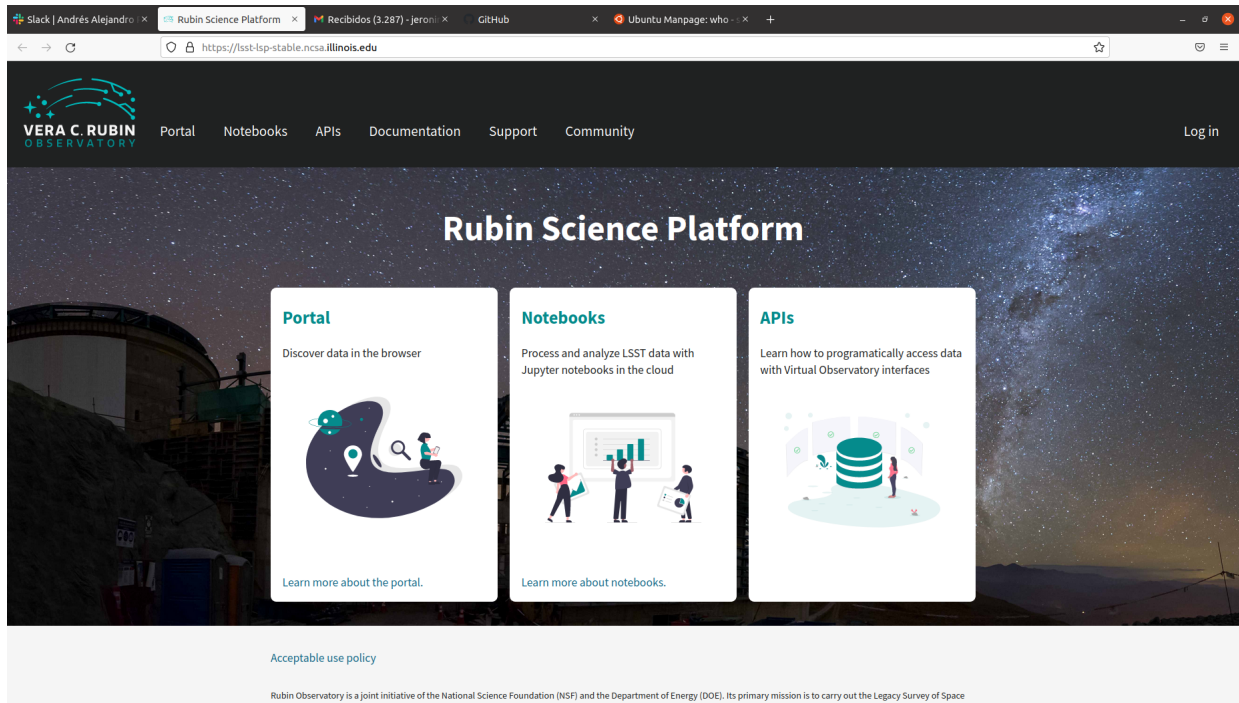 Slack | Andrés Alejandro
Rubin Science Platform
Recibidos (3.287) - jeroni
GitHub
Ubuntu Manpage: who -
https://lsst-lsp-stable.ncsa.illinois.edu
VERA C. RUBIN
OBSERVATORY
Portal Notebooks APIs Documentation Support Community Log in
Rubin Science Platform
Portal
Discover data in the browser
Learn more about the portal.
Notebooks
Process and analyze LSST data with
Jupyter notebooks in the cloud
Learn more about notebooks.
APIs
Learn how to programatically access data
with Virtual Observatory interfaces
Acceptable use policy
Rubin Observatory is a joint initiative of the National Science Foundation (NSF) and the Department of Energy (DOE). Its primary mission is to carry out the Legacy Survey of Space